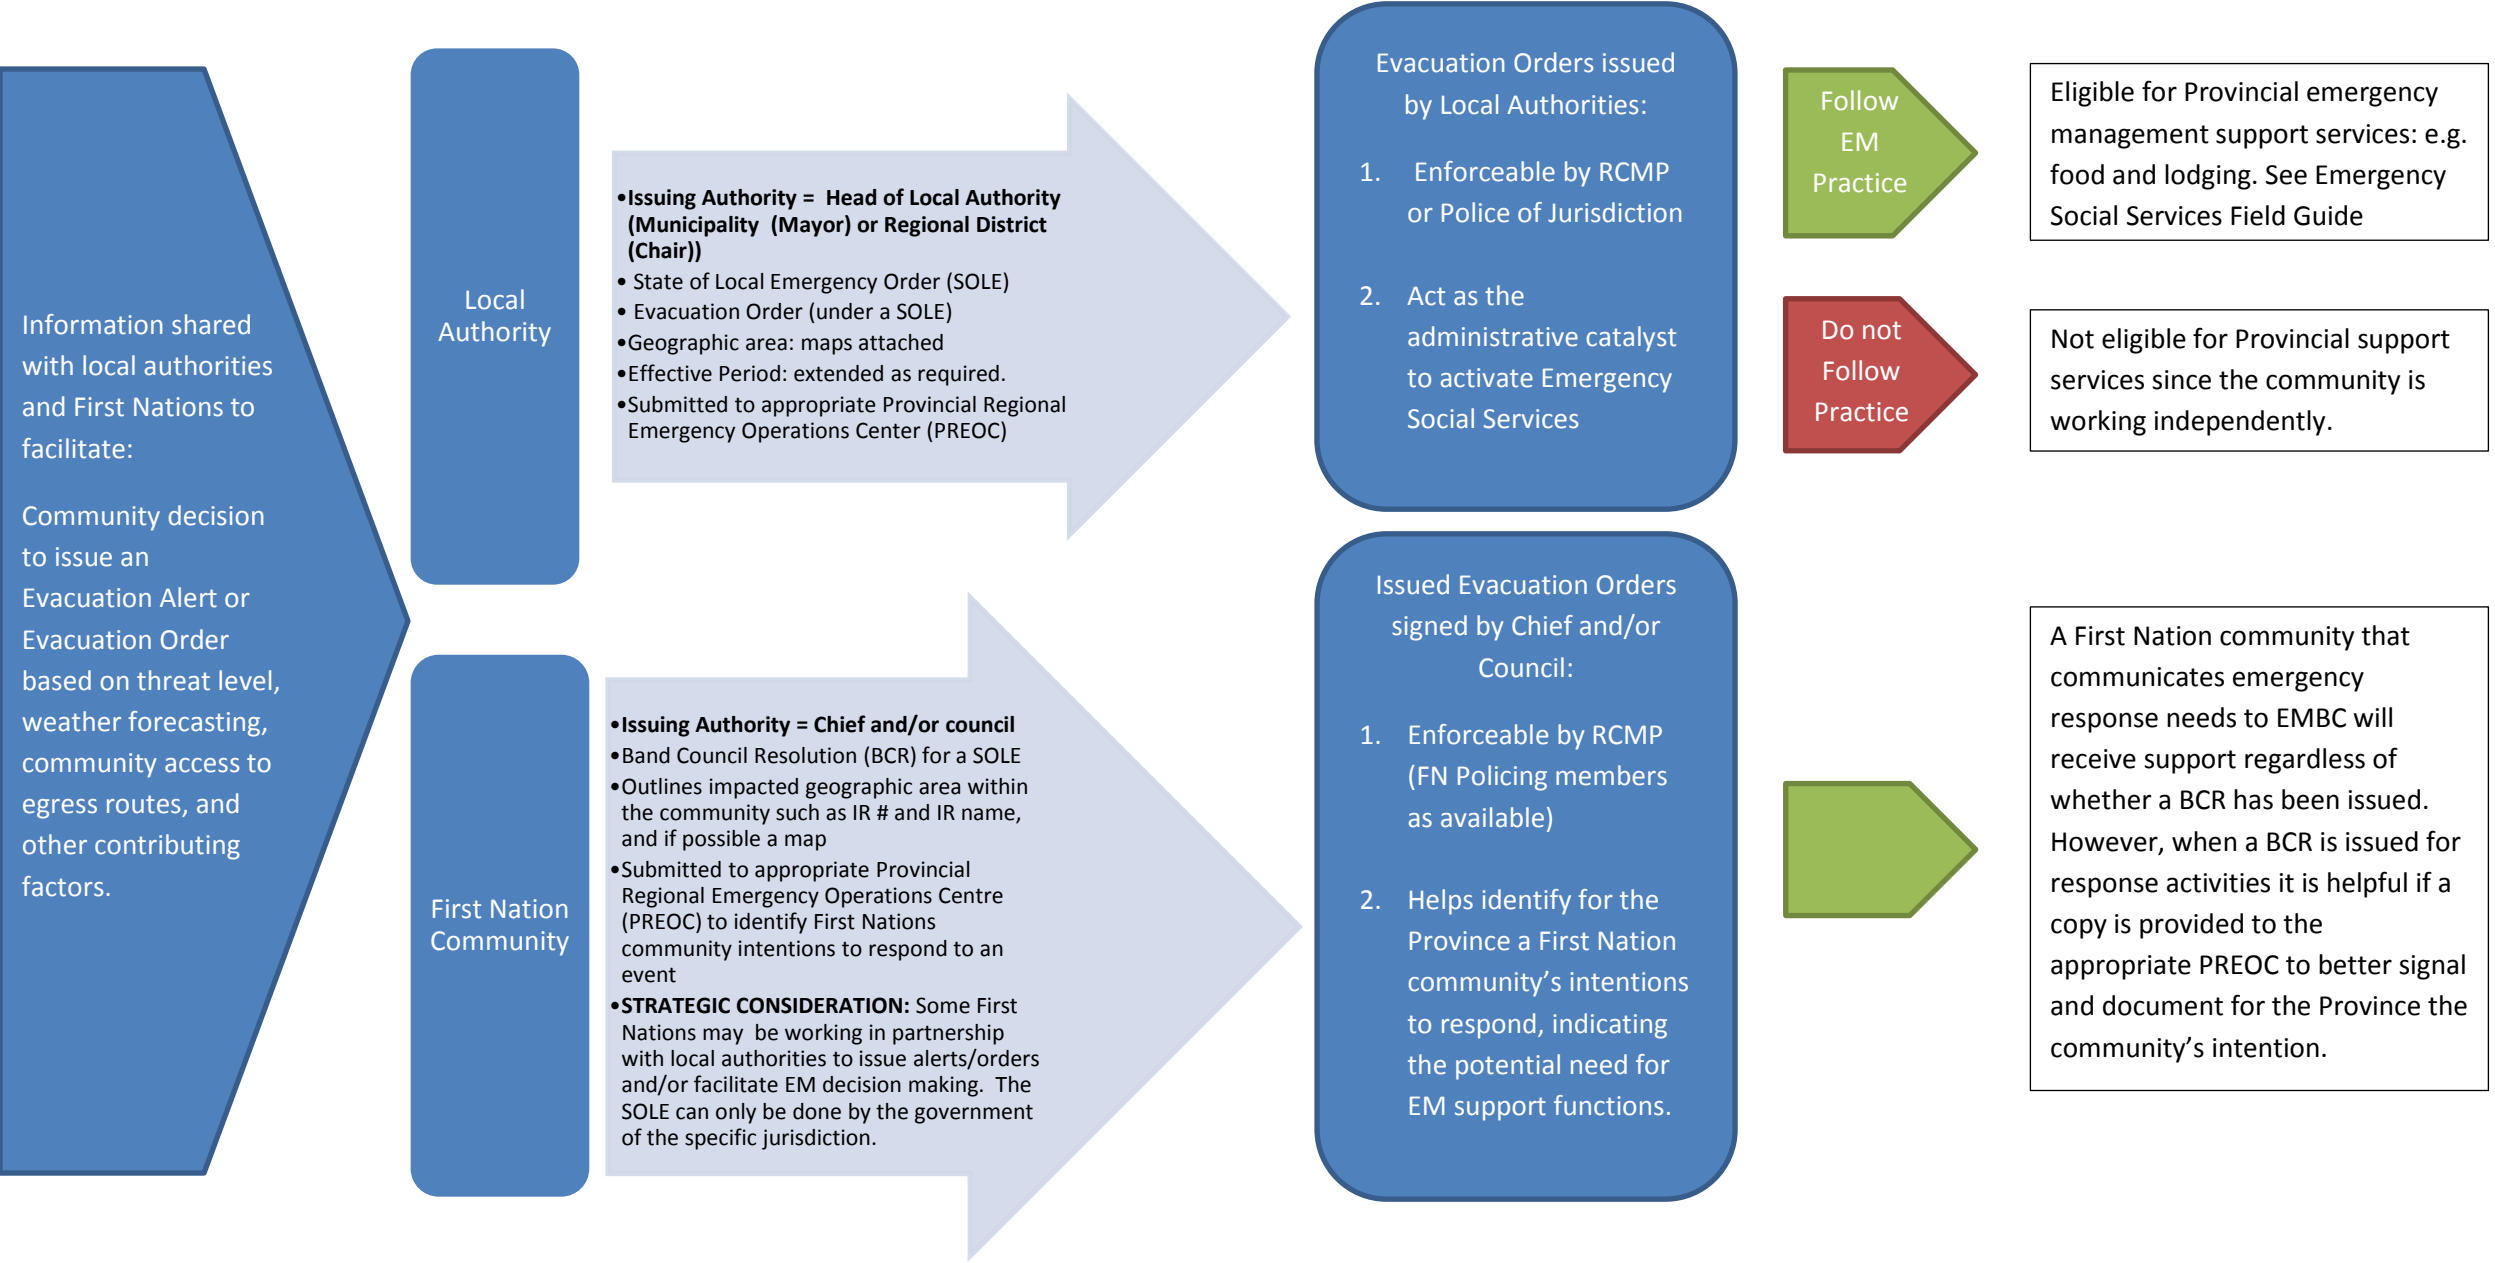 Information shared
with local authorities
and First Nations to
facilitate:
Community decision
to issue an
Evacuation Alert or
Evacuation Order
based on threat level,
weather forecasting,
community access to
egress routes, and
other contributing
factors.
Local
Authority
•Issuing Authority =  Head of Local Authority
(Municipality  (Mayor) or Regional District
(Chair))
• State of Local Emergency Order (SOLE)
• Evacuation Order (under a SOLE)
•Geographic area: maps attached
•Effective Period: extended as required.
•Submitted to appropriate Provincial Regional
Emergency Operations Center (PREOC)
Evacuation Orders issued
by Local Authorities:
1. Enforceable by RCMP
or Police of Jurisdiction
2. Act as the
administrative catalyst
to activate Emergency
Social Services
Follow
EM
Practice
Eligible for Provincial emergency
management support services: e.g.
food and lodging. See Emergency
Social Services Field Guide
Do not
Follow
Practice
Not eligible for Provincial support
services since the community is
working independently.
First Nation
Community
•Issuing Authority = Chief and/or council
•Band Council Resolution (BCR) for a SOLE
•Outlines impacted geographic area within
the community such as IR # and IR name,
and if possible a map
•Submitted to appropriate Provincial
Regional Emergency Operations Centre
(PREOC) to identify First Nations
community intentions to respond to an
event
•STRATEGIC CONSIDERATION: Some First
Nations may  be working in partnership
with local authorities to issue alerts/orders
and/or facilitate EM decision making.  The
SOLE can only be done by the government
of the specific jurisdiction.
Issued Evacuation Orders
signed by Chief and/or
Council:
1. Enforceable by RCMP
(FN Policing members
as available)
2. Helps identify for the
Province a First Nation
community’s intentions
to respond, indicating
the potential need for
EM support functions.
A First Nation community that
communicates emergency
response needs to EMBC will
receive support regardless of
whether a BCR has been issued.
However, when a BCR is issued for
response activities it is helpful if a
copy is provided to the
appropriate PREOC to better signal
and document for the Province the
community’s intention.